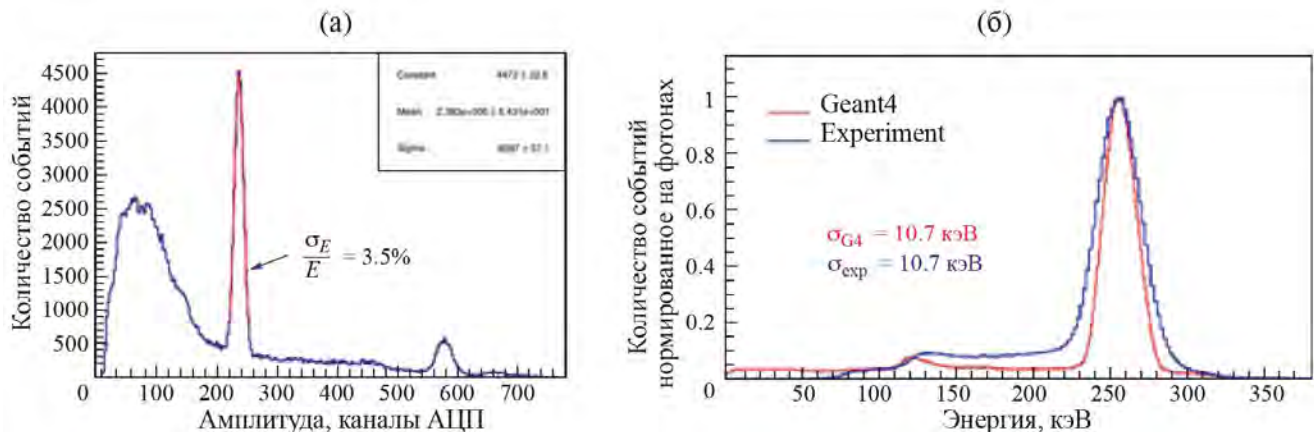 (а)
4500
4000
3500
3000
2500
2000
1500
1000
500
0
100
200
300
400
500
600
700
Количество событий
Амплитуда, каналы АЦП
Constant
Mean
Sigma
σ_E
E
= 3.5%
(б)
1
0.8
0.6
0.4
0.2
0
50
100
150
200
250
300
350
Количество событий
нормированное на фотонах
Энергия, кэВ
Geant4
Experiment
σ_G4 = 10.7 кэВ
σ_exp = 10.7 кэВ